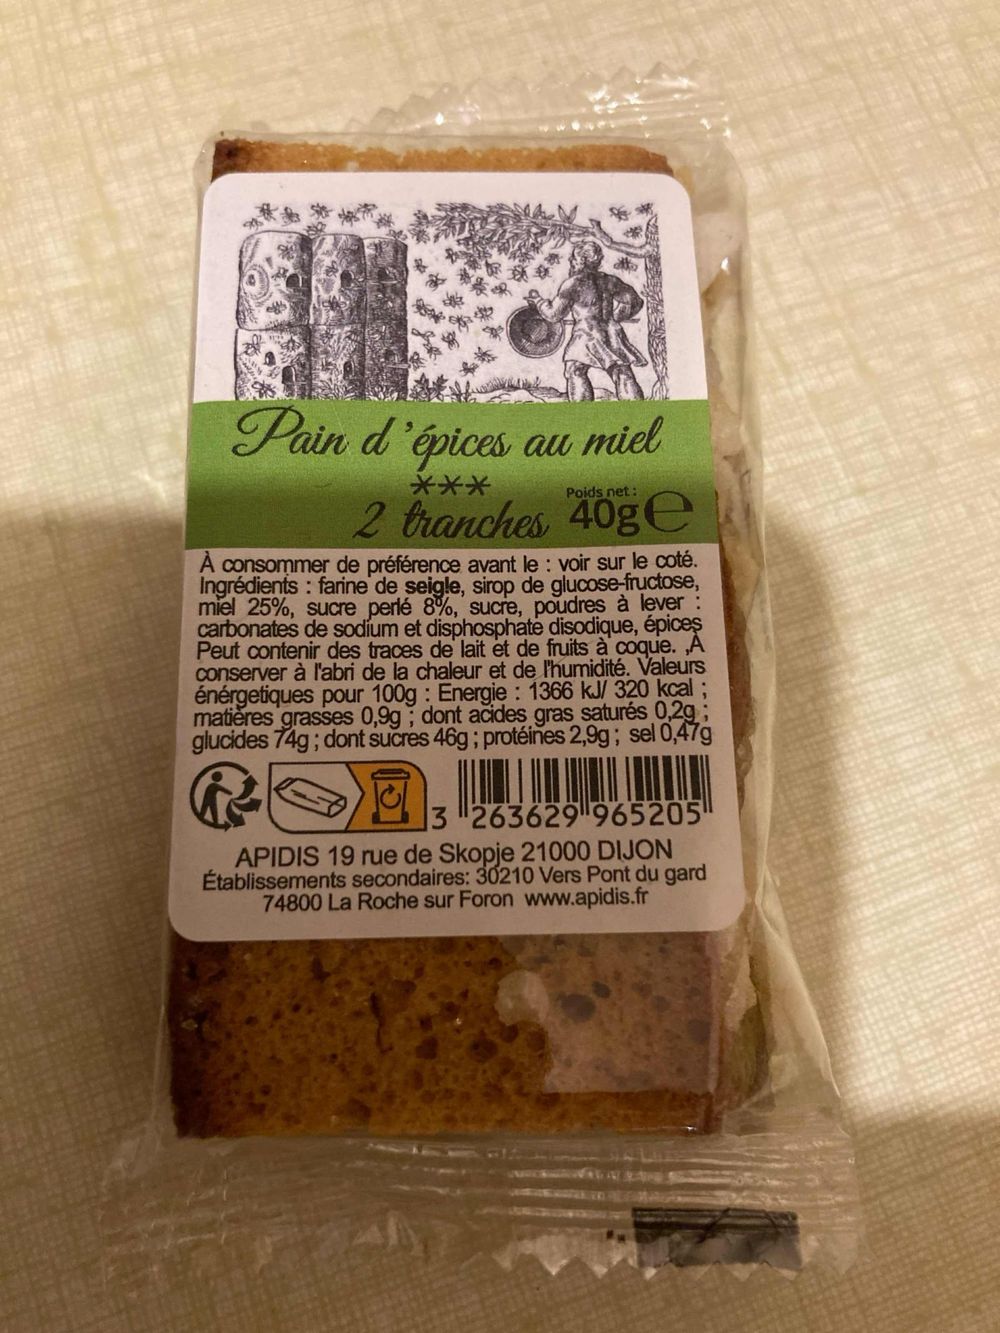 Pain d'épices au miel
***
2 tranches
Poids net :
40g ℮
À consommer de préférence avant le : voir sur le coté.
Ingrédients : farine de seigle, sirop de glucose-fructose,
miel 25%, sucre perlé 8%, sucre, poudres à lever :
carbonates de sodium et disphosphate disodique, épices
Peut contenir des traces de lait et de fruits à coque. ,À
conserver à l'abri de la chaleur et de l'humidité. Valeurs
énérgetiques pour 100g : Energie : 1366 kJ/ 320 kcal ;
matières grasses 0,9g ; dont acides gras saturés 0,2g ;
glucides 74g ; dont sucres 46g ; protéines 2,9g ; sel 0,47g
3 263629 965205
APIDIS 19 rue de Skopje 21000 DIJON
Établissements secondaires: 30210 Vers Pont du gard
74800 La Roche sur Foron www.apidis.fr